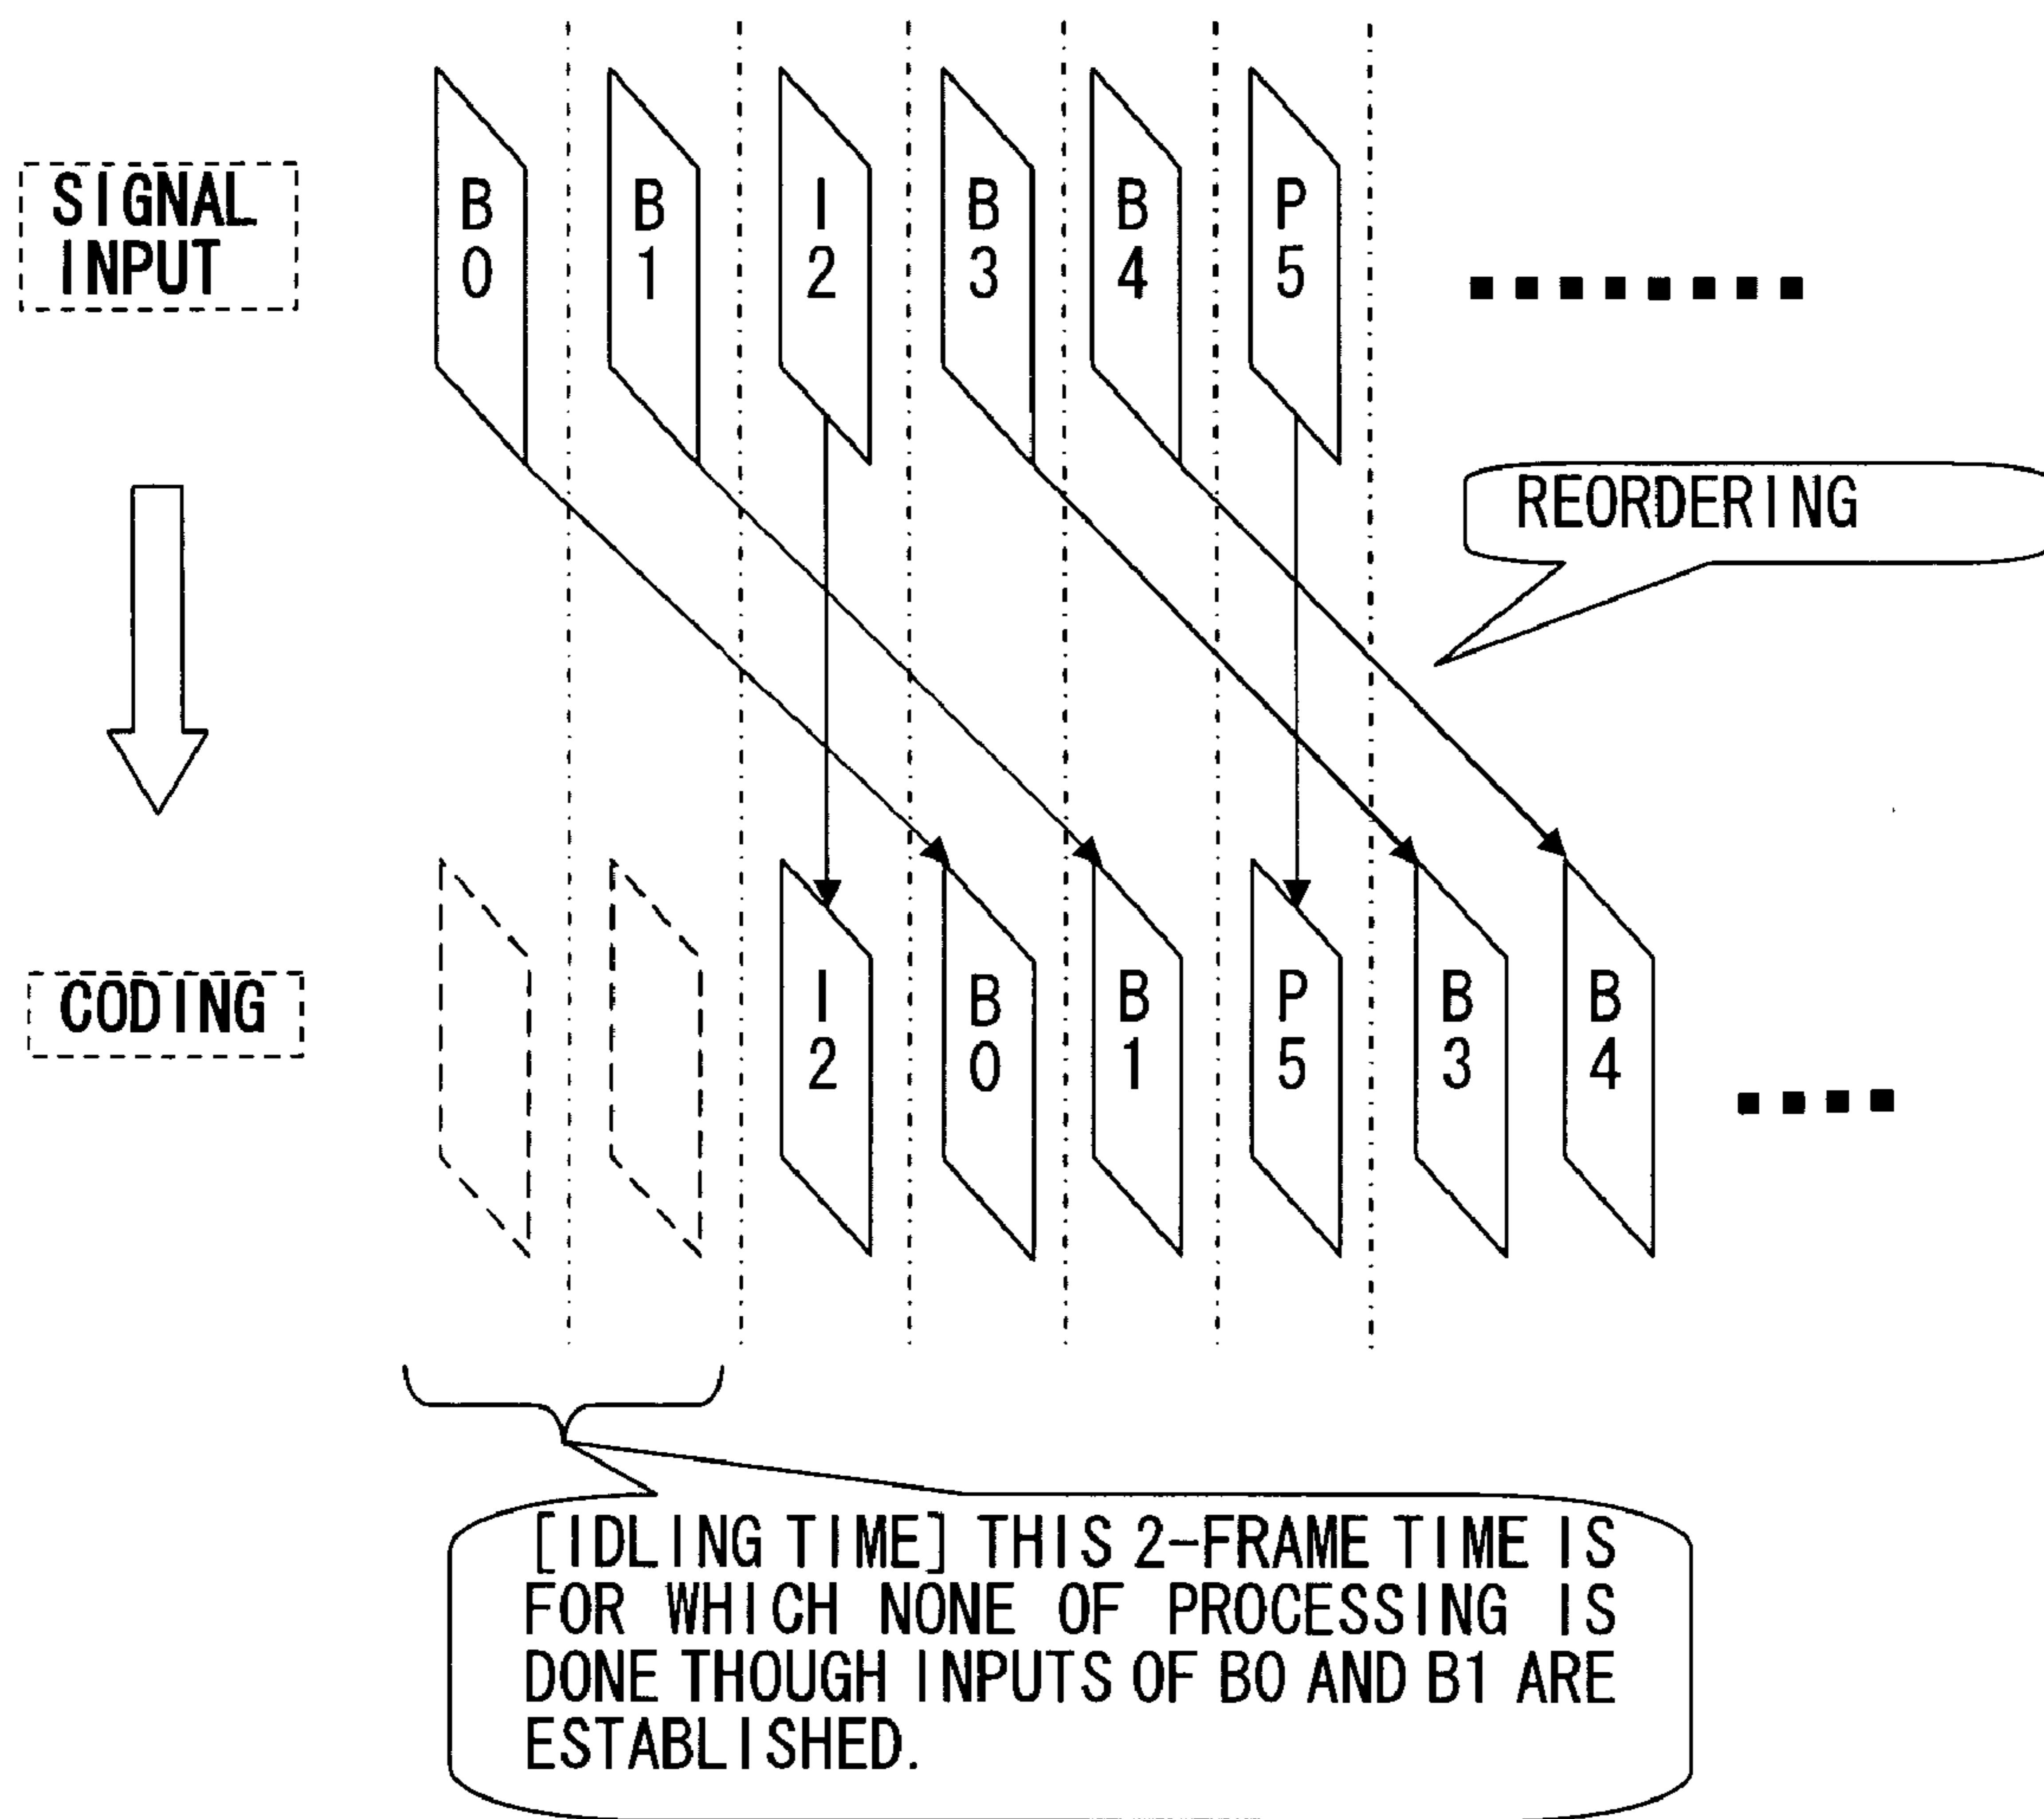 SIGNAL
INPUT
B
0
B
1
I
2
B
3
B
4
P
5
REORDERING
CODING
I
2
B
0
B
1
P
5
B
3
B
4
[IDLING TIME] THIS 2-FRAME TIME IS
FOR WHICH NONE OF PROCESSING IS
DONE THOUGH INPUTS OF B0 AND B1 ARE
ESTABLISHED.